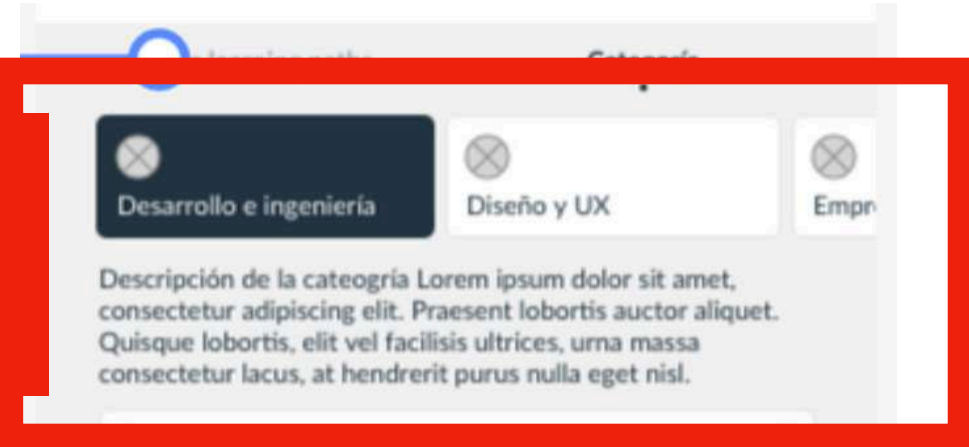 Desarrollo e ingeniería
Diseño y UX
Descripción de la cateogría Lorem ipsum dolor sit amet,
consectetur adipiscing elit. Praesent lobortis auctor aliquet.
Quisque lobortis, elit vel facilisis ultrices, urna massa
consectetur lacus, at hendrerit purus nulla eget nisl.